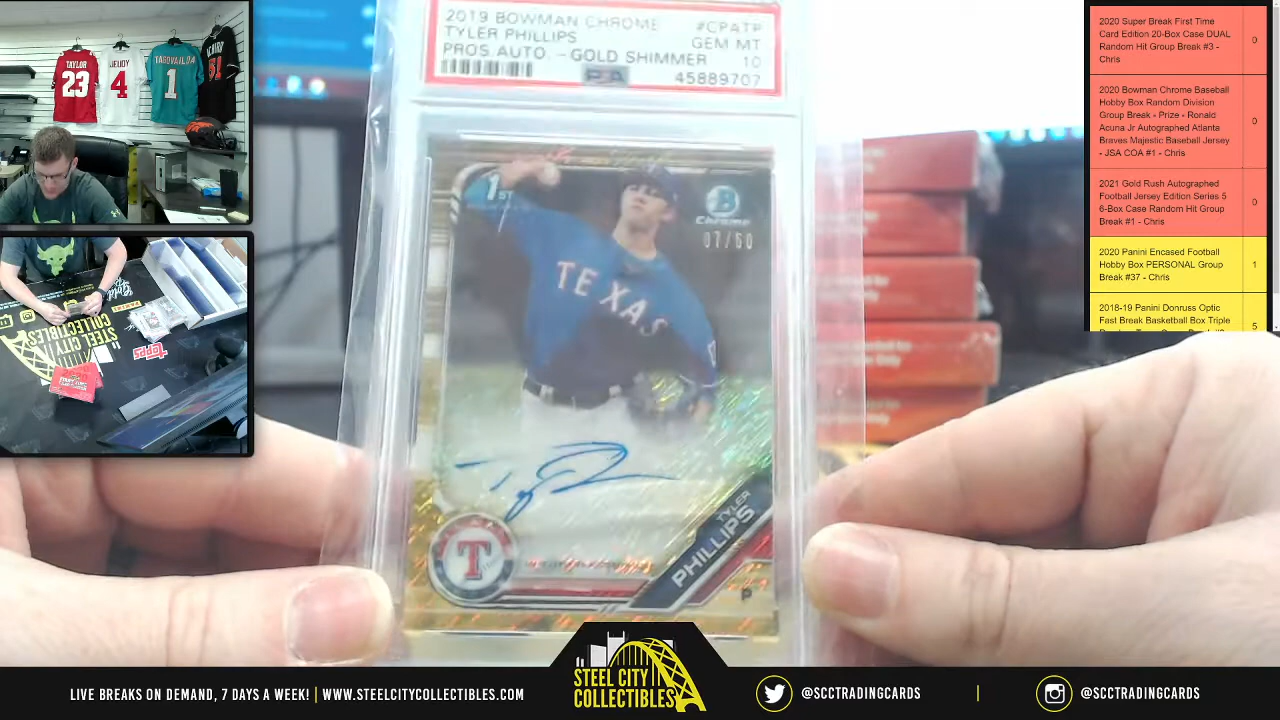 2019 BOWMAN CHROME #CPATP
TYLER PHILLIPS GEM MT
PROS.AUTO.-GOLD SHIMMER 10
PSA 45889707
1ST
B
Chrome
07/50
TEXAS
TYLER
PHILLIPS
P
T
TAYLOR
23
JEUDY
4
TAGOVAILOA
1
51
STEEL CITY
COLLECTIBLES
Topps
2020 Super Break First Time
Card Edition 20-Box Case DUAL
Random Hit Group Break #3 -
Chris
0
2020 Bowman Chrome Baseball
Hobby Box Random Division
Group Break - Prize - Ronald
Acuna Jr Autographed Atlanta
Braves Majestic Baseball Jersey
- JSA COA #1 - Chris
0
2021 Gold Rush Autographed
Football Jersey Edition Series 5
6-Box Case Random Hit Group
Break #1 - Chris
0
2020 Panini Encased Football
Hobby Box PERSONAL Group
Break #37 - Chris
1
2018-19 Panini Donruss Optic
Fast Break Basketball Box Triple
5
LIVE BREAKS ON DEMAND, 7 DAYS A WEEK! | WWW.STEELCITYCOLLECTIBLES.COM
STEEL CITY
COLLECTIBLES
@SCCTRADINGCARDS | @SCCTRADINGCARDS